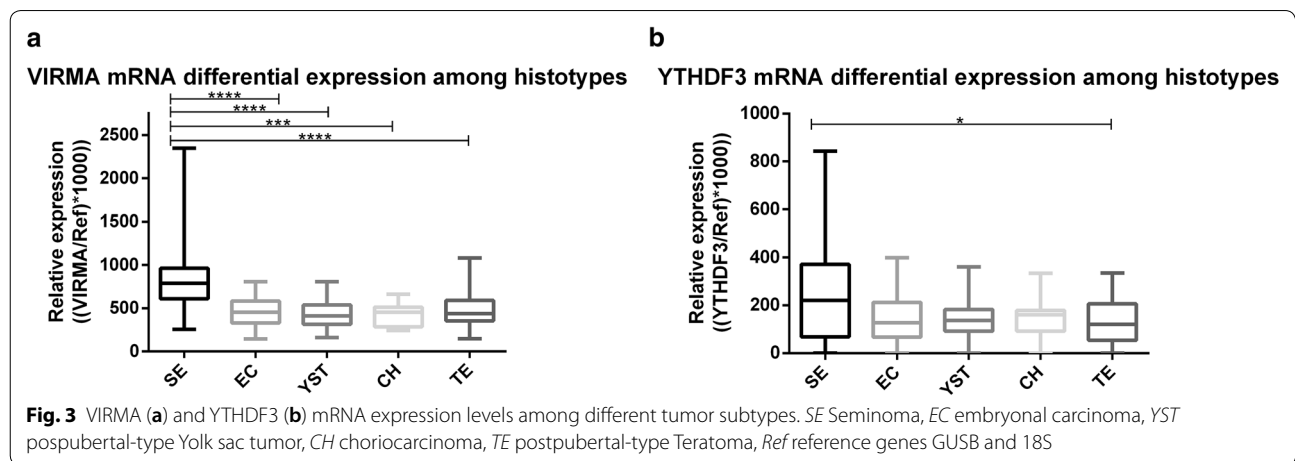 a
VIRMA mRNA differential expression among histotypes
****
****
***
****
Relative expression
((VIRMA/Ref)*1000))
2500
2000
1500
1000
500
0
SE
EC
YST
CH
TE
b
YTHDF3 mRNA differential expression among histotypes
*
Relative expression
((YTHDF3/Ref)*1000))
1000
800
600
400
200
0
SE
EC
YST
CH
TE
Fig. 3 VIRMA (a) and YTHDF3 (b) mRNA expression levels among different tumor subtypes. SE Seminoma, EC embryonal carcinoma, YST
pospubertal-type Yolk sac tumor, CH choriocarcinoma, TE postpubertal-type Teratoma, Ref reference genes GUSB and 18S